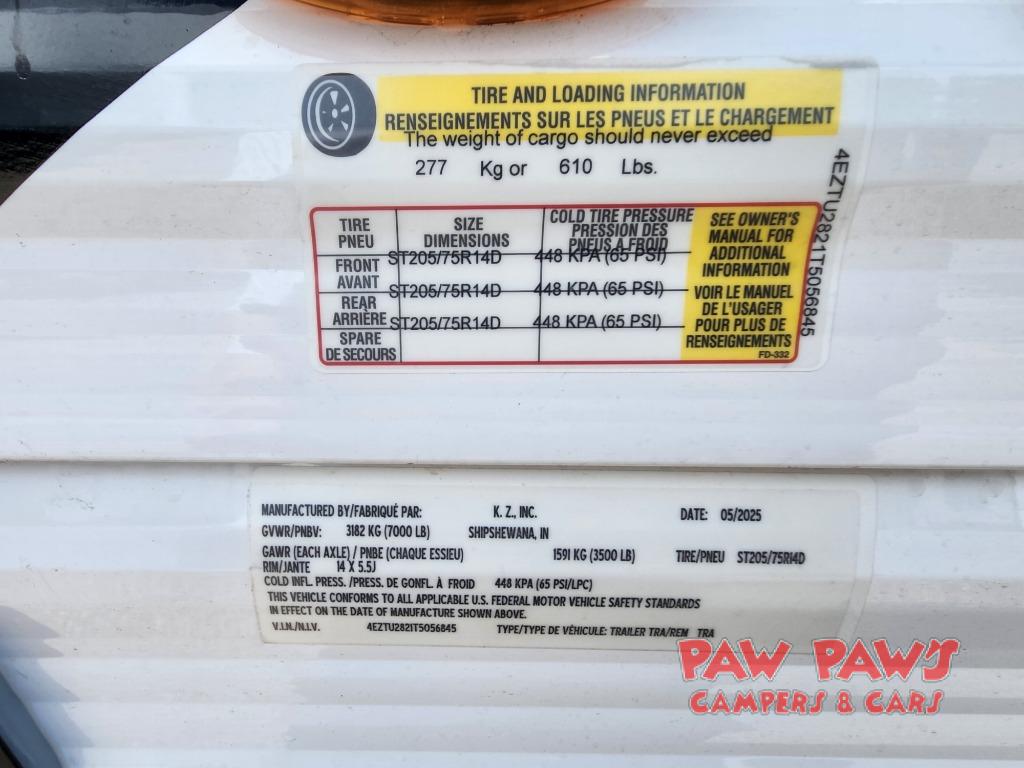 TIRE AND LOADING INFORMATION
RENSEIGNEMENTS SUR LES PNEUS ET LE CHARGEMENT
The weight of cargo should never exceed
277 Kg or 610 Lbs.
TIRE PNEU
SIZE DIMENSIONS
COLD TIRE PRESSURE
PRESSION DES
PNEUS A FROID
FRONT AVANT
ST205/75R14D 448 KPA (65 PSI)
REAR ARRIÈRE
ST205/75R14D 448 KPA (65 PSI)
SPARE DE SECOURS
ST205/75R14D 448 KPA (65 PSI)
SEE OWNER'S
MANUAL FOR
ADDITIONAL
INFORMATION
VOIR LE MANUEL
DE L'USAGER
POUR PLUS DE
RENSEIGNEMENTS
FD-332
4EZTU2821T5056845
MANUFACTURED BY/FABRIQUÉ PAR: K. Z., INC. DATE: 05/2025
GVWR/PNBV: 3182 KG (7000 LB) SHIPSHEWANA, IN
GAWR (EACH AXLE) / PNBE (CHAQUE ESSIEU) 1591 KG (3500 LB) TIRE/PNEU ST205/75R14D
RIM/JANTE 14 X 5.5J
COLD INFL. PRESS. /PRESS. DE GONFL. À FROID 448 KPA (65 PSI/LPC)
THIS VEHICLE CONFORMS TO ALL APPLICABLE U.S. FEDERAL MOTOR VEHICLE SAFETY STANDARDS
IN EFFECT ON THE DATE OF MANUFACTURE SHOWN ABOVE.
V.I.N./N.I.V. 4EZTU2821T5056845 TYPE/TYPE DE VÉHICULE: TRAILER TRA/REM TRA
PAW PAW'S
CAMPERS & CARS